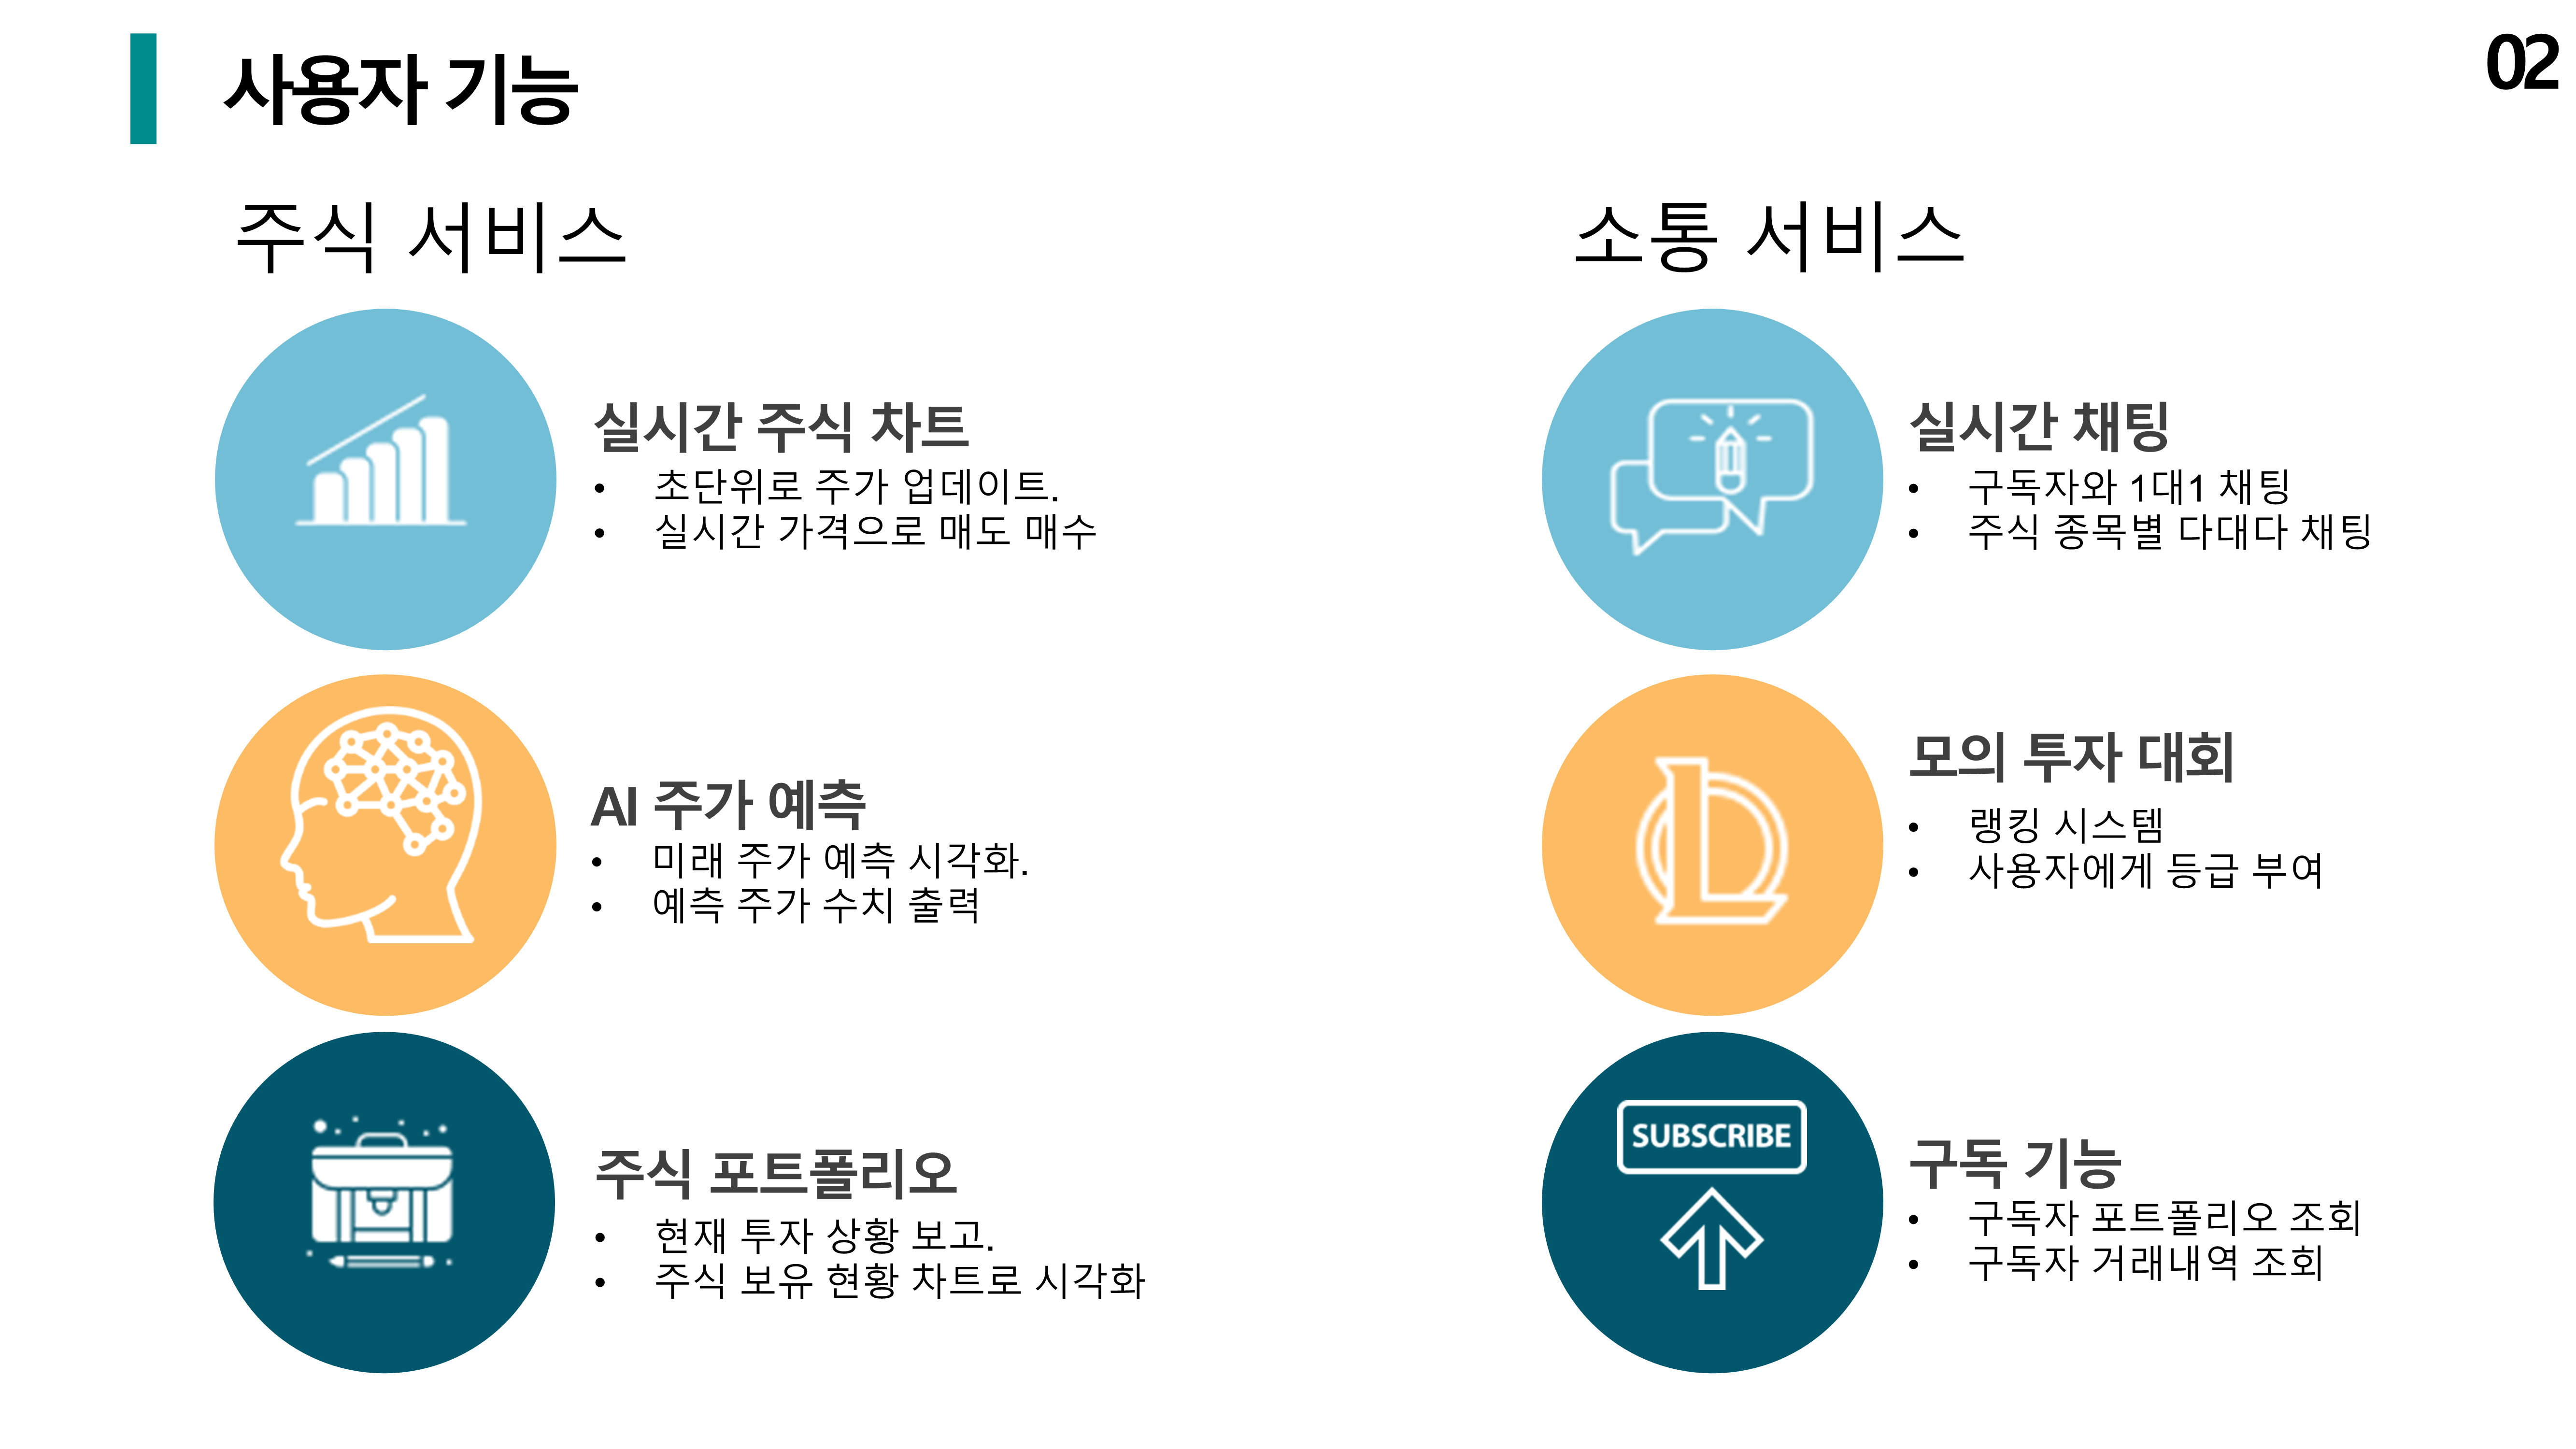 사용자 기능
02
주식 서비스
실시간 주식 차트
• 초단위로 주가 업데이트.
• 실시간 가격으로 매도 매수
AI 주가 예측
• 미래 주가 예측 시각화.
• 예측 주가 수치 출력
주식 포트폴리오
• 현재 투자 상황 보고.
• 주식 보유 현황 차트로 시각화
소통 서비스
실시간 채팅
• 구독자와 1대1 채팅
• 주식 종목별 다대다 채팅
L
모의 투자 대회
• 랭킹 시스템
• 사용자에게 등급 부여
SUBSCRIBE
구독 기능
• 구독자 포트폴리오 조회
• 구독자 거래내역 조회